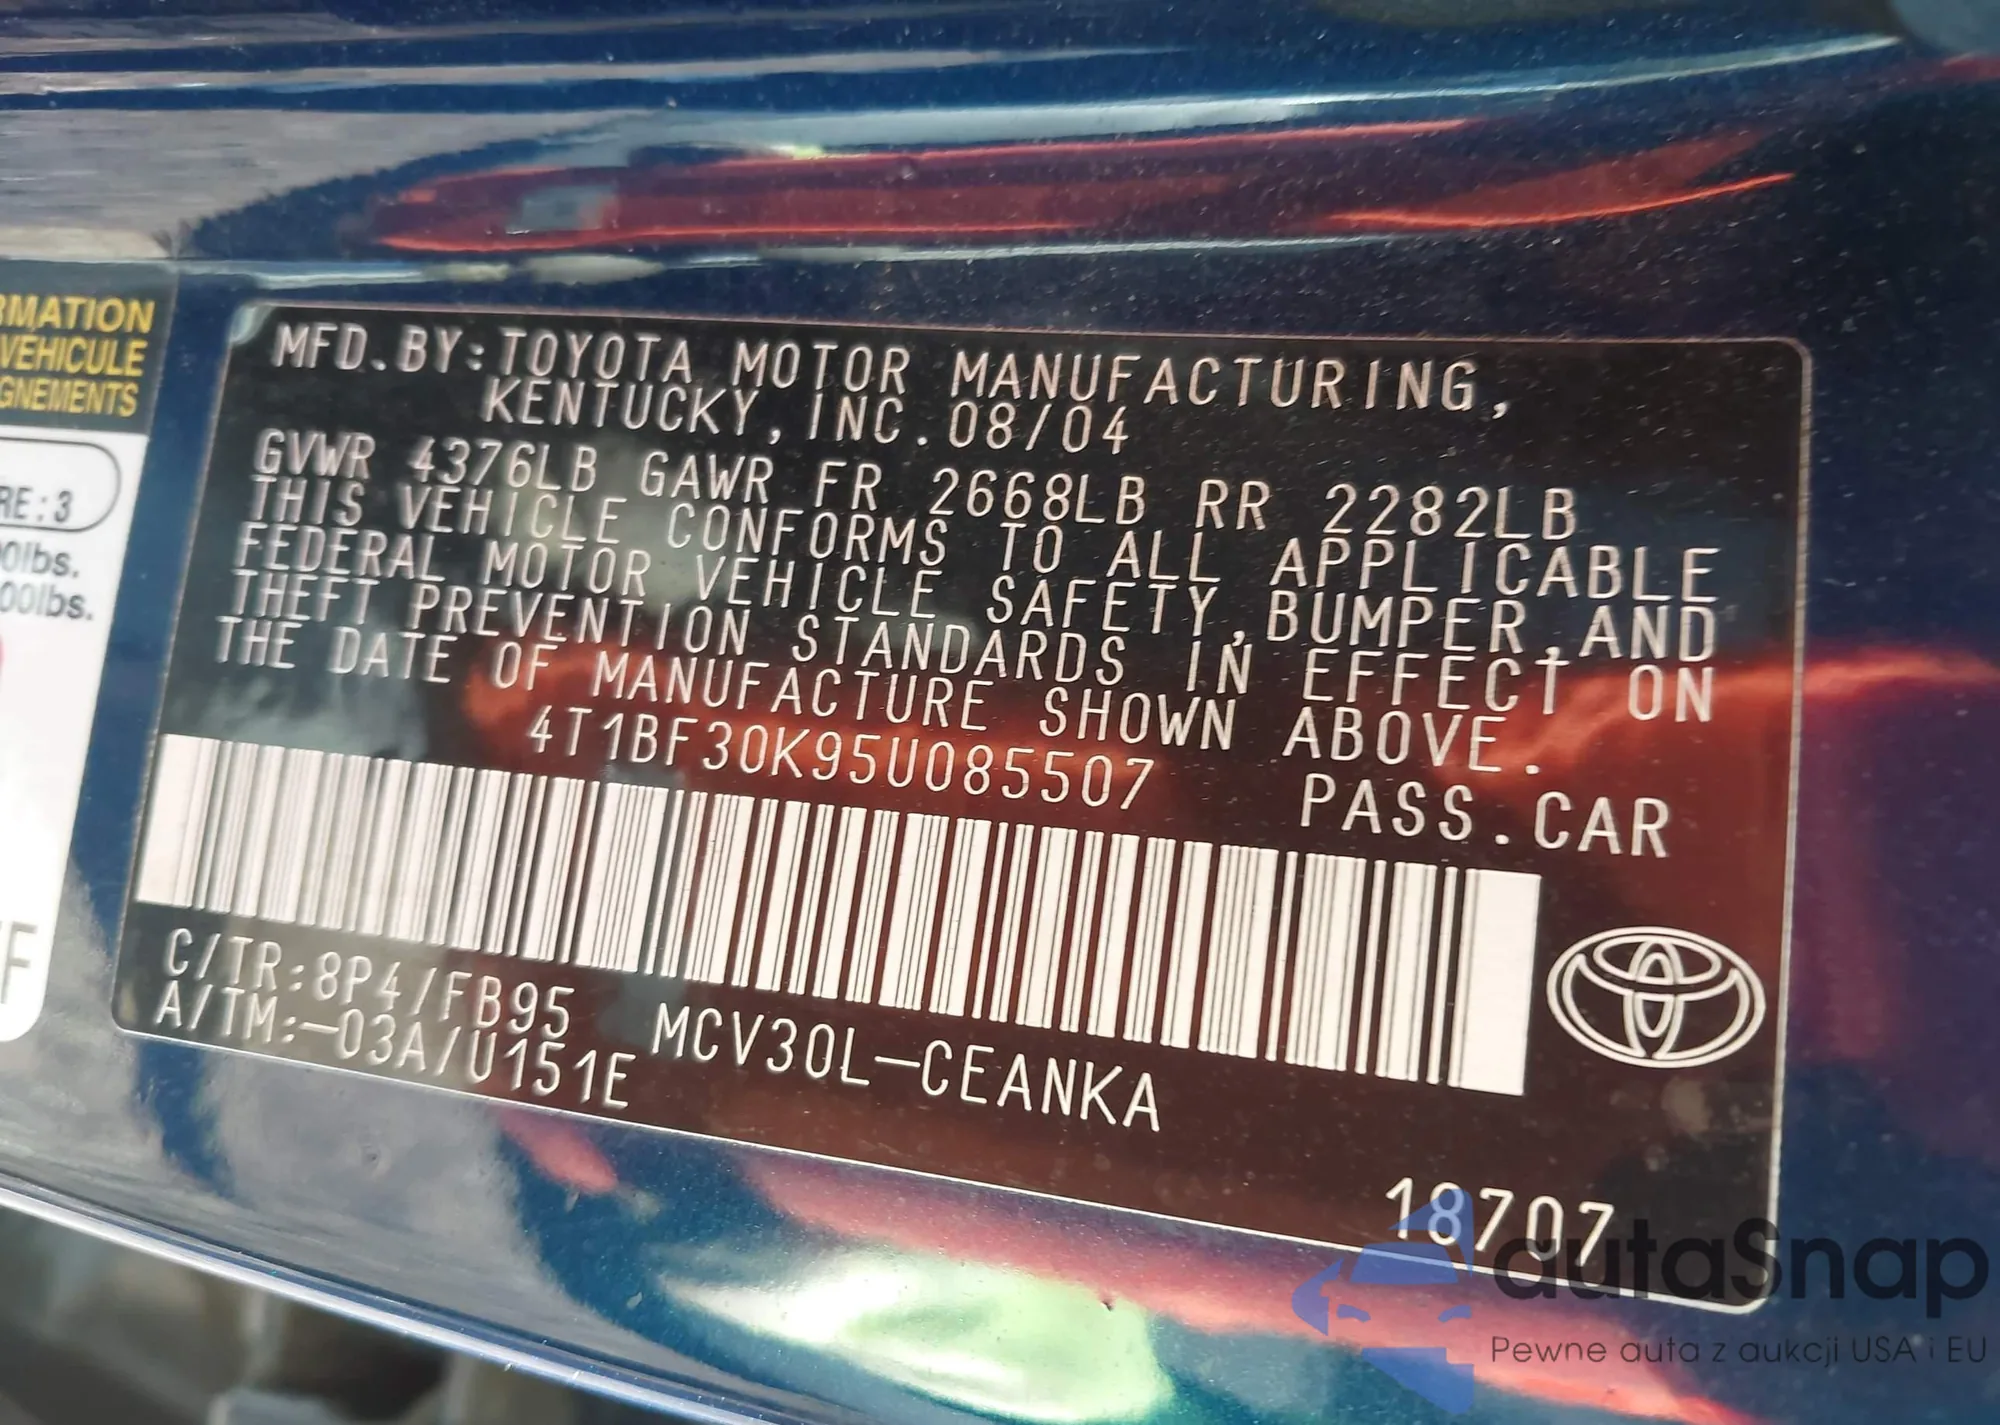 RMATION
VEHICULE
GNEMENTS
RE:3
00lbs.
00lbs.
F
MFD.BY:TOYOTA MOTOR MANUFACTURING,
KENTUCKY,INC.08/04
GVWR 4376LB GAWR FR 2668LB RR 2282LB
THIS VEHICLE CONFORMS TO ALL APPLICABLE
FEDERAL MOTOR VEHICLE SAFETY,BUMPER,AND
THEFT PREVENTION STANDARDS IN EFFECT ON
THE DATE OF MANUFACTURE SHOWN ABOVE.
4T1BF30K95U085507 PASS.CAR
C/TR:8P4/FB95 MCV30L-CEANKA
A/TM:-03A/U151E
18707
autaSnap
Pewne auta z aukcji USA i EU